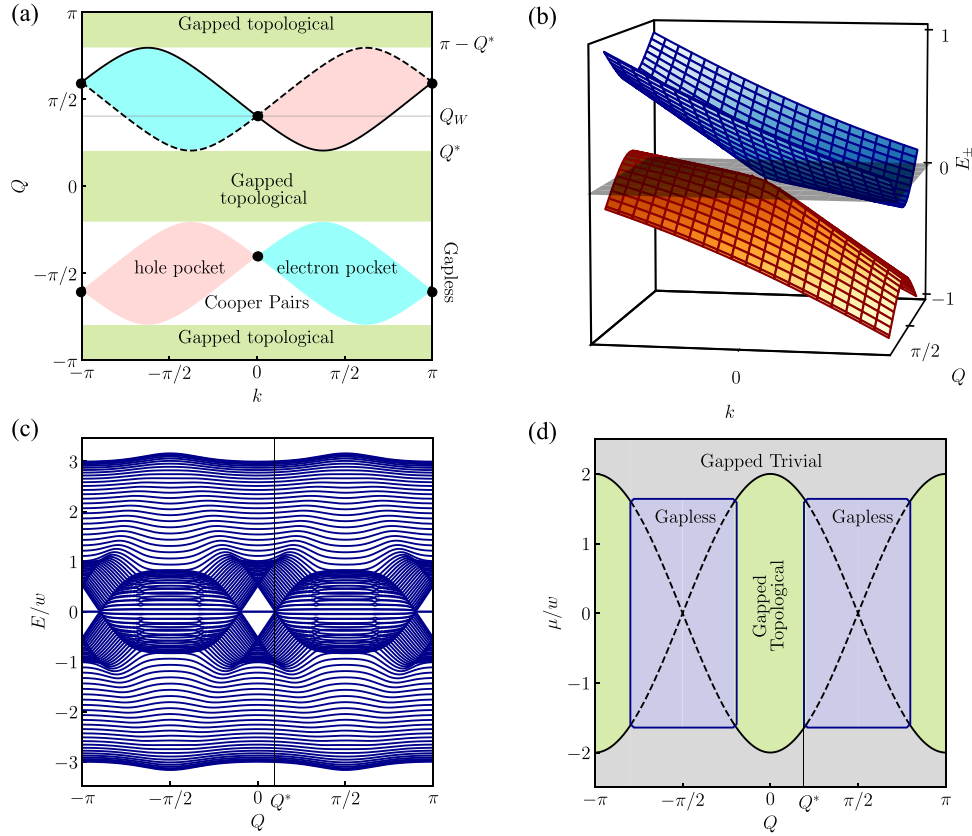 (a)
π
Gapped topological
π − Q*
π/2
Q_W
Q*
Q
0
Gapped
topological
−π/2
hole pocket
electron pocket
Gapless
Cooper Pairs
Gapped topological
−π
−π
−π/2
0
π/2
π
k
(b)
1
0
E±
−1
π/2
0
Q
k
(c)
3
2
1
E/w
0
−1
−2
−3
−π
−π/2
0
Q*
π/2
π
Q
(d)
Gapped Trivial
2
Gapless
Gapless
1
μ/w
0
Gapped
Topological
−1
−2
−π
−π/2
0
Q*
π/2
π
Q